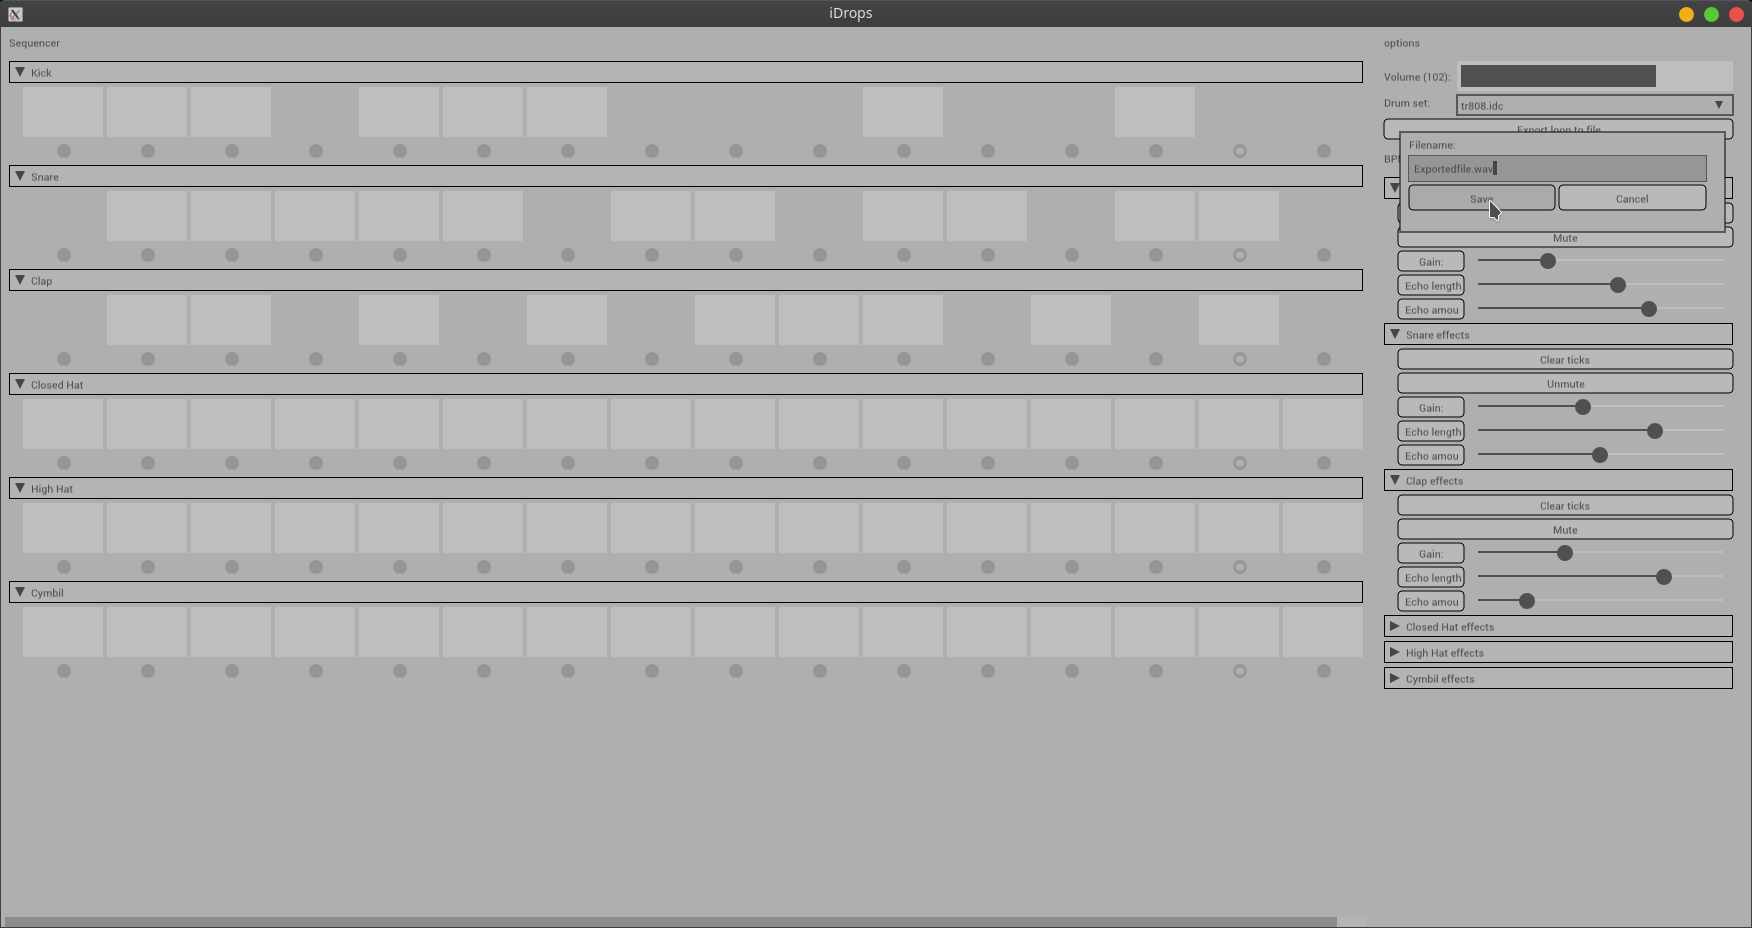 iDrops
Sequencer
Kick
Snare
Clap
Closed Hat
High Hat
Cymbil
options
Volume (102):
Drum set: tr808.idc
Export loop to file
Filename:
Exportedfile.wav
Save Cancel
Mute
Gain:
Echo length
Echo amou
Snare effects
Clear ticks
Unmute
Gain:
Echo length
Echo amou
Clap effects
Clear ticks
Mute
Gain:
Echo length
Echo amou
Closed Hat effects
High Hat effects
Cymbil effects